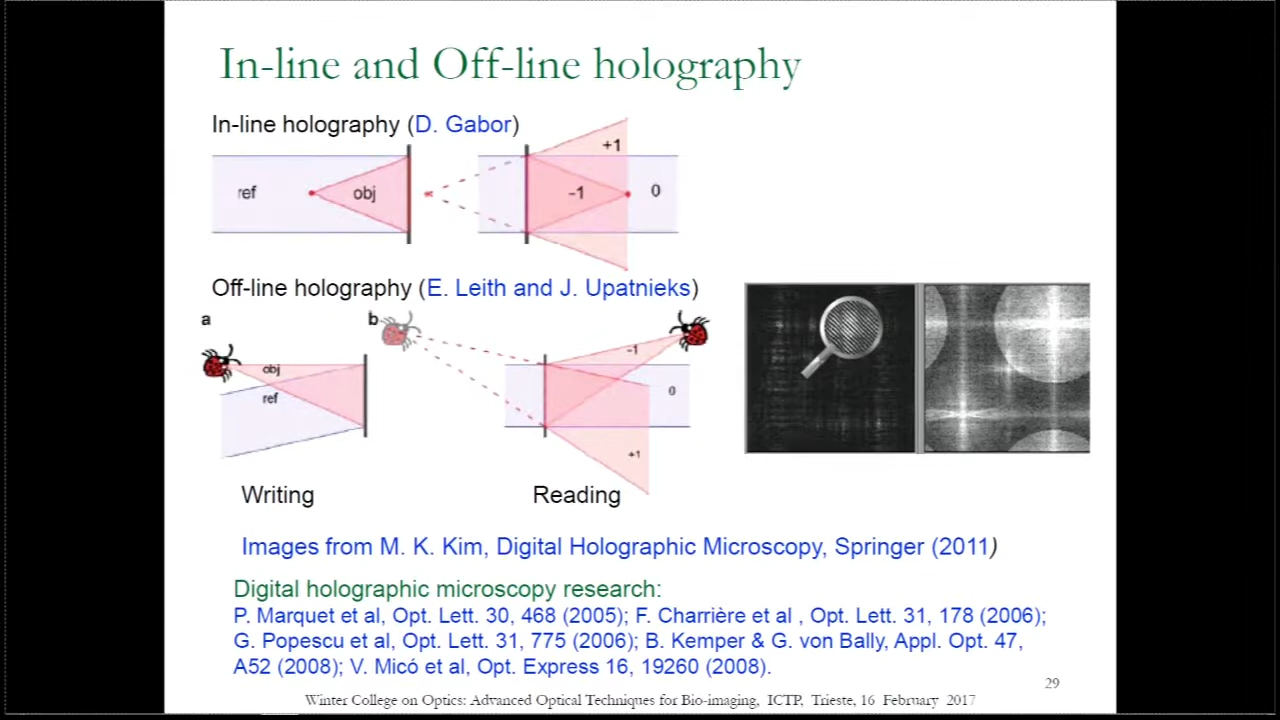 In-line and Off-line holography
In-line holography (D. Gabor)
ref
obj
+1
-1
0
Off-line holography (E. Leith and J. Upatnieks)
a
obj
ref
b
-1
0
+1
Writing
Reading
Images from M. K. Kim, Digital Holographic Microscopy, Springer (2011)
Digital holographic microscopy research:
P. Marquet et al, Opt. Lett. 30, 468 (2005); F. Charrière et al , Opt. Lett. 31, 178 (2006);
G. Popescu et al, Opt. Lett. 31, 775 (2006); B. Kemper & G. von Bally, Appl. Opt. 47,
A52 (2008); V. Micó et al, Opt. Express 16, 19260 (2008).
29
Winter College on Optics: Advanced Optical Techniques for Bio-imaging, ICTP, Trieste, 16 February 2017